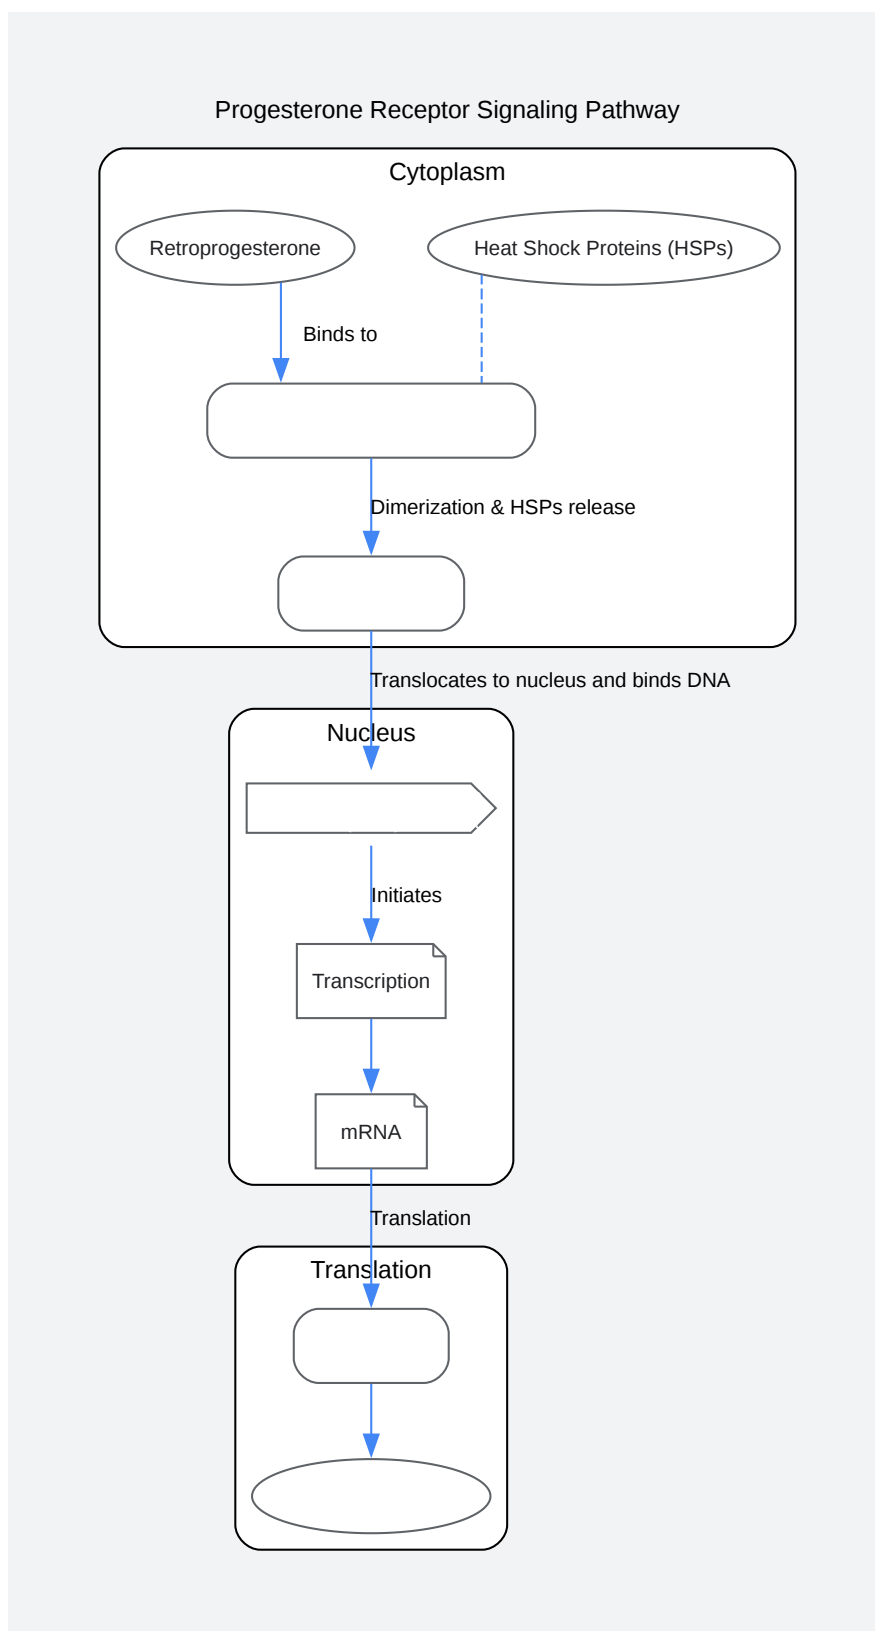 Progesterone Receptor Signaling Pathway
Cytoplasm
Retroprogesterone
Heat Shock Proteins (HSPs)
Binds to
Dimerization & HSPs release
Translocates to nucleus and binds DNA
Nucleus
Initiates
Transcription
mRNA
Translation
Translation